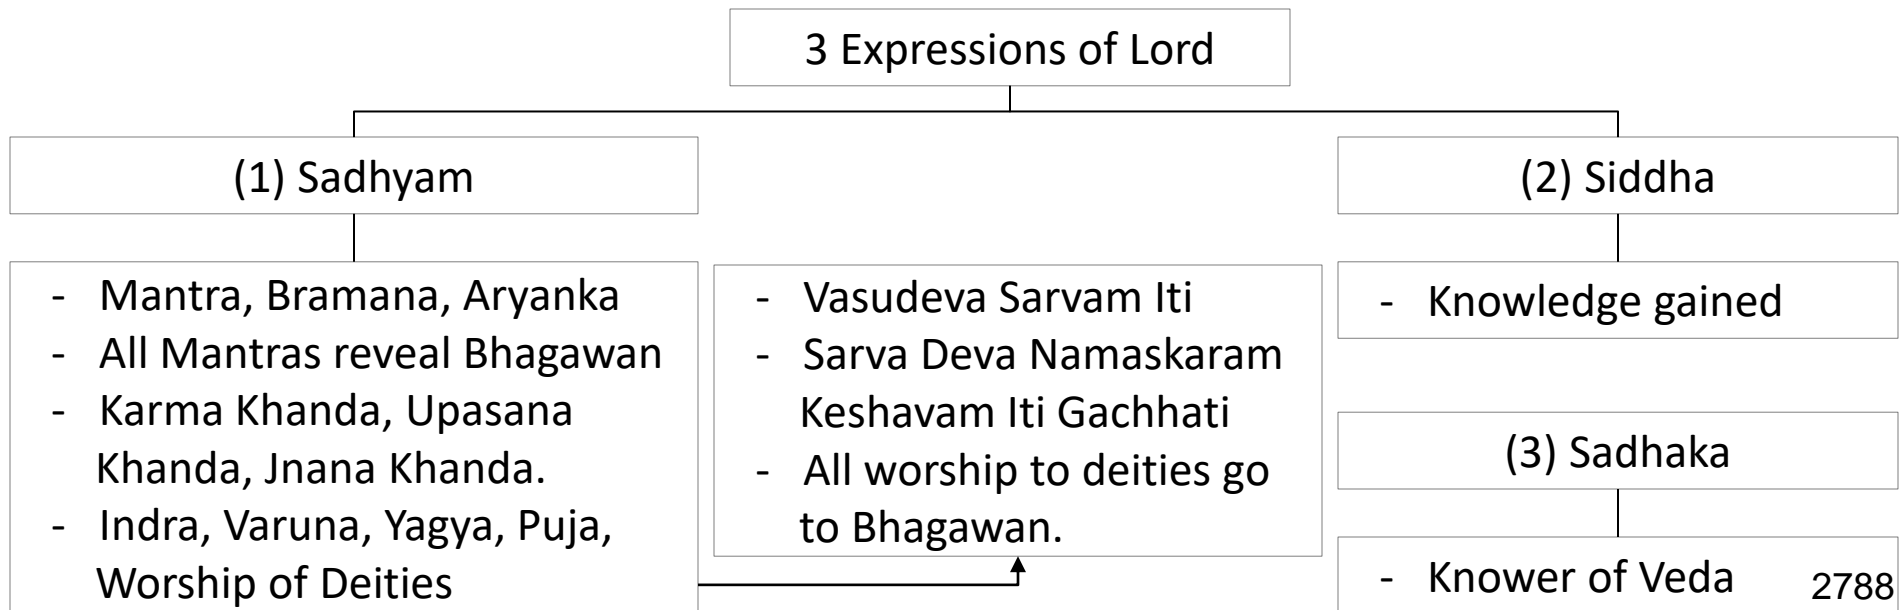 3 Expressions of Lord
(1) Sadhyam
- Mantra, Bramana, Aryanka
- All Mantras reveal Bhagawan
- Karma Khanda, Upasana
Khanda, Jnana Khanda.
- Indra, Varuna, Yagya, Puja,
Worship of Deities
- Vasudeva Sarvam Iti
- Sarva Deva Namaskaram
Keshavam Iti Gachhati
- All worship to deities go
to Bhagawan.
(2) Siddha
- Knowledge gained
(3) Sadhaka
- Knower of Veda
2788